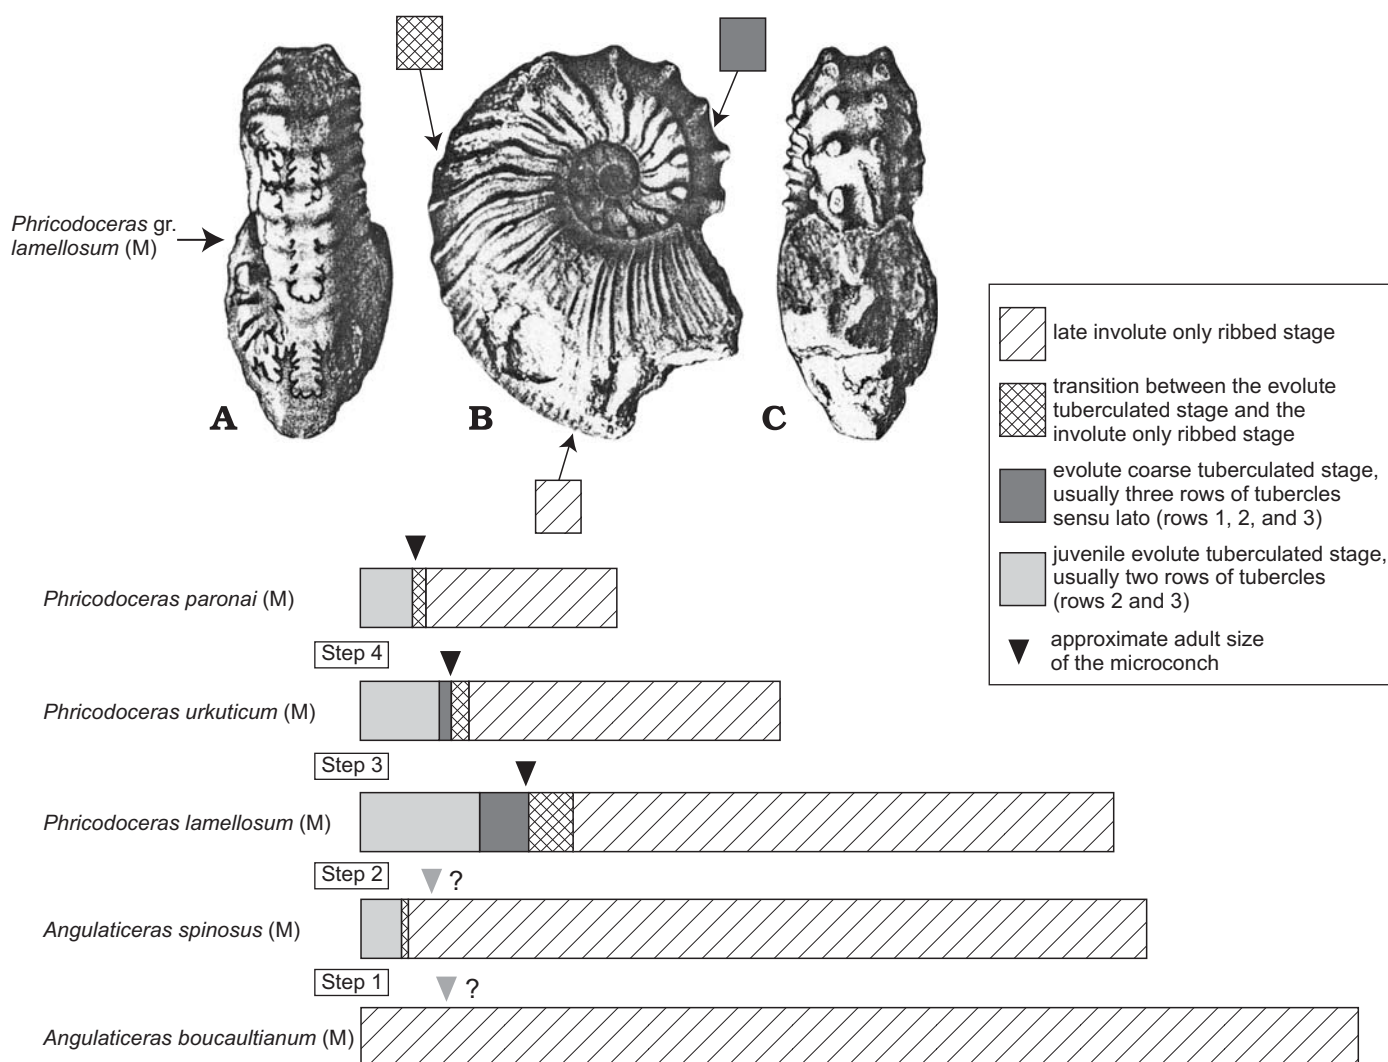 Phricodoceras gr.
lamellosum (M)
A
B
C
late involute only ribbed stage
transition between the evolute
tuberculated stage and the
involute only ribbed stage
evolute coarse tuberculated stage,
usually three rows of tubercles
sensu lato (rows 1, 2, and 3)
juvenile evolute tuberculated stage,
usually two rows of tubercles
(rows 2 and 3)
approximate adult size
of the microconch
Phricodoceras paronai (M)
Step 4
Phricodoceras urkuticum (M)
Step 3
Phricodoceras lamellosum (M)
Step 2
?
Angulaticeras spinosus (M)
Step 1
?
Angulaticeras boucaultianum (M)